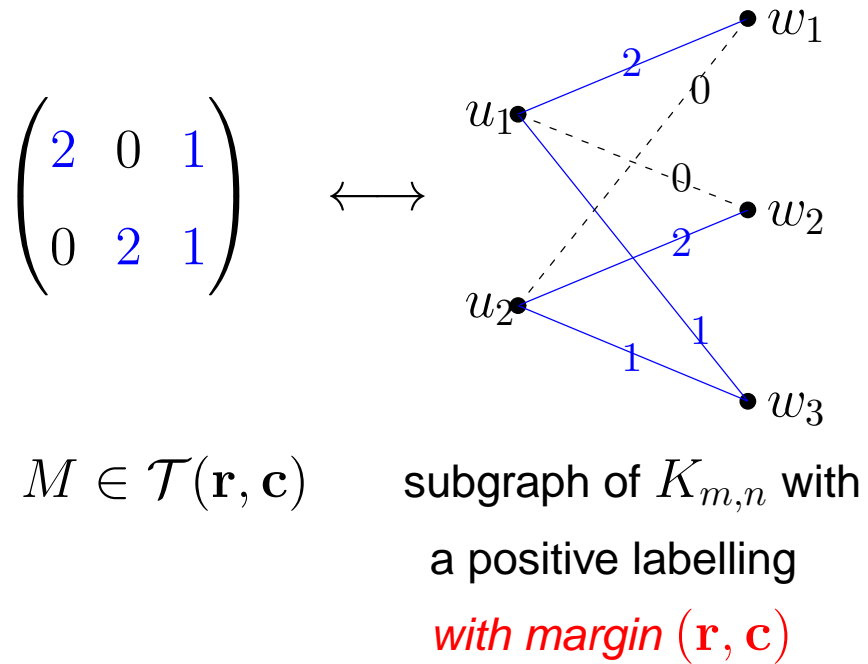 2 0 1
0 2 1
⟷
u₁
u₂
w₁
w₂
w₃
2
0
0
2
1
1
M ∈ 𝒯(𝐫, 𝐜)
subgraph of Kₘ,ₙ with
a positive labelling
with margin (𝐫, 𝐜)